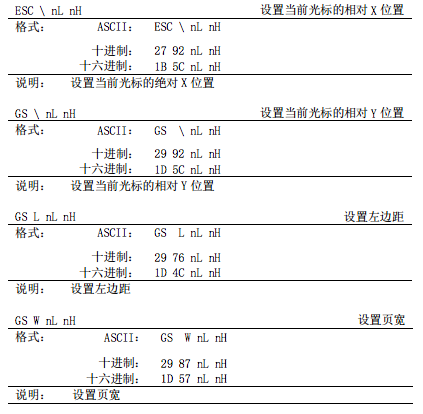 ESC \ nL nH 设置当前光标的相对 X 位置
格式： ASCII： ESC \ nL nH
十进制： 27 92 nL nH
十六进制： 1B 5C nL nH
说明： 设置当前光标的绝对 X 位置
GS \ nL nH 设置当前光标的相对 Y 位置
格式： ASCII： GS \ nL nH
十进制： 29 92 nL nH
十六进制： 1D 5C nL nH
说明： 设置当前光标的相对 Y 位置
GS L nL nH 设置左边距
格式： ASCII： GS L nL nH
十进制： 29 76 nL nH
十六进制： 1D 4C nL nH
说明： 设置左边距
GS W nL nH 设置页宽
格式： ASCII： GS W nL nH
十进制： 29 87 nL nH
十六进制： 1D 57 nL nH
说明： 设置页宽